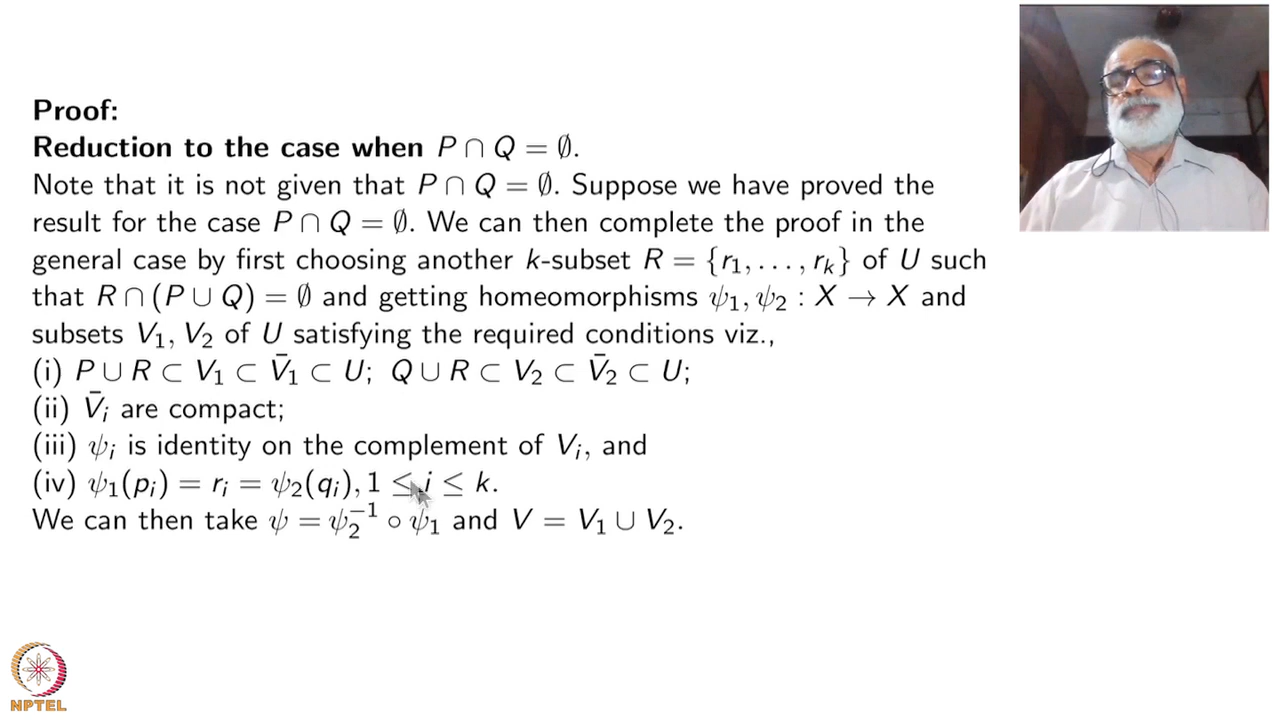 Proof:
Reduction to the case when P ∩ Q = ∅.
Note that it is not given that P ∩ Q = ∅. Suppose we have proved the
result for the case P ∩ Q = ∅. We can then complete the proof in the
general case by first choosing another k-subset R = {r₁, . . . , rₖ} of U such
that R ∩ (P ∪ Q) = ∅ and getting homeomorphisms ψ₁, ψ₂ : X → X and
subsets V₁, V₂ of U satisfying the required conditions viz.,
(i) P ∪ R ⊂ V₁ ⊂ V̄₁ ⊂ U; Q ∪ R ⊂ V₂ ⊂ V̄₂ ⊂ U;
(ii) V̄ᵢ are compact;
(iii) ψᵢ is identity on the complement of Vᵢ, and
(iv) ψ₁(pᵢ) = rᵢ = ψ₂(qᵢ), 1 ≤ i ≤ k.
We can then take ψ = ψ₂⁻¹ ∘ ψ₁ and V = V₁ ∪ V₂.
NPTEL